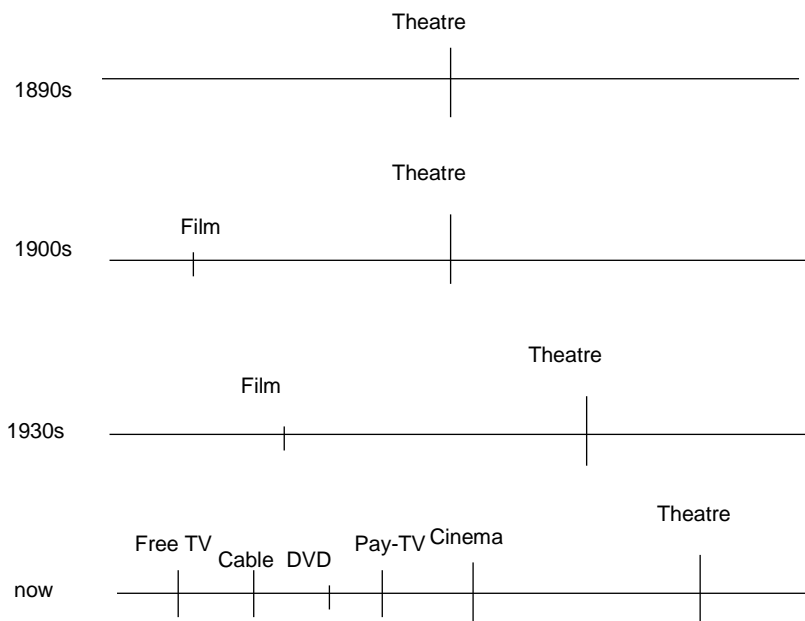 Theatre
1890s
Theatre
Film
1900s
Theatre
Film
1930s
Theatre
Free TV Cable DVD Pay-TV Cinema
now